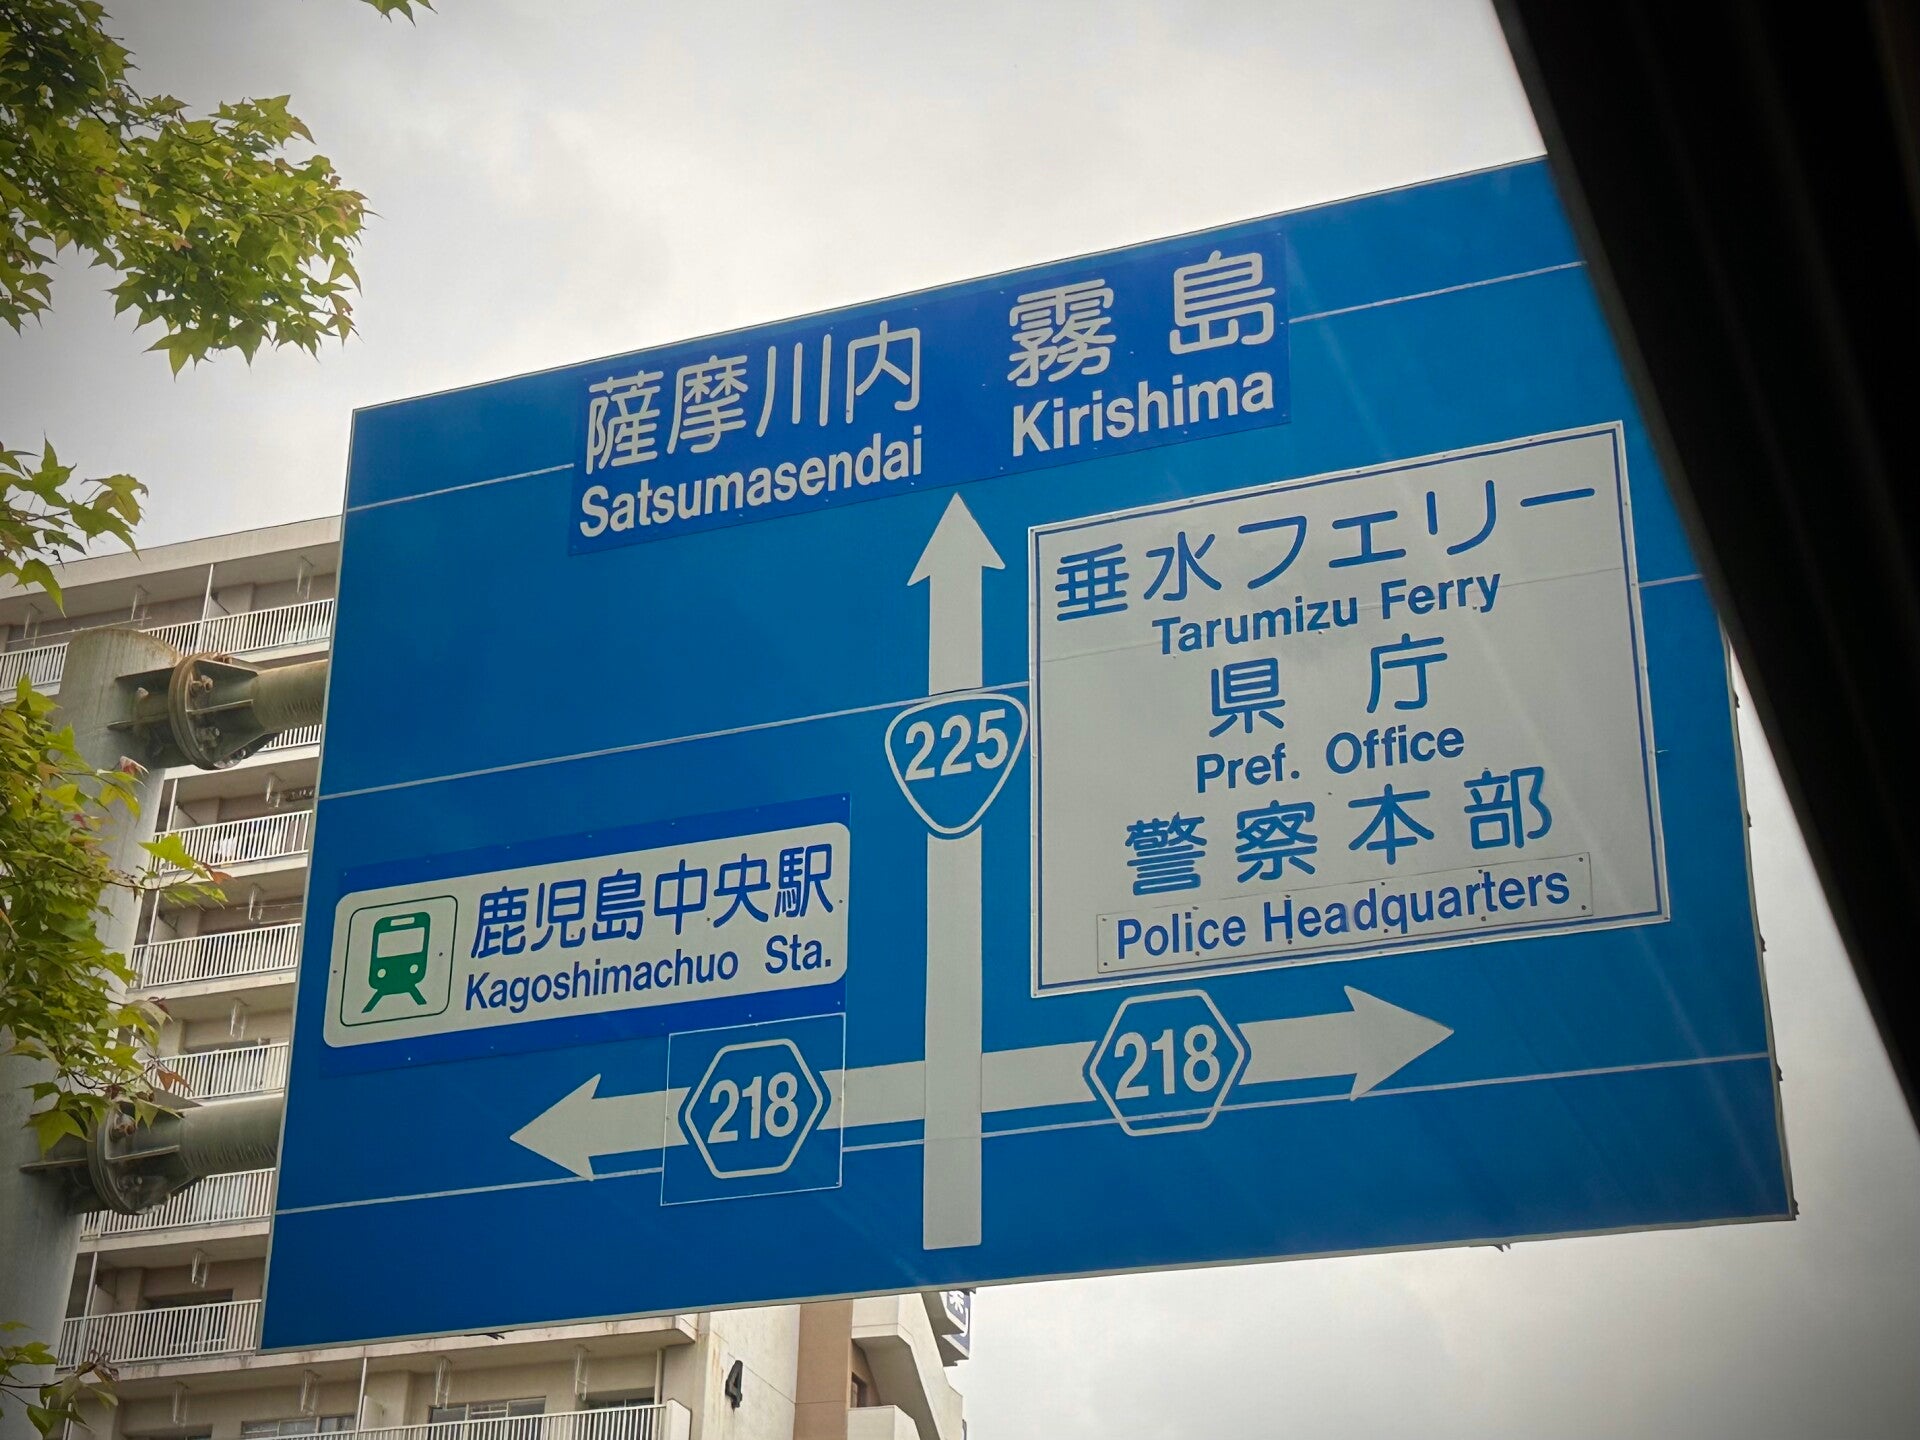 薩摩川内 霧島
Satsumasendai Kirishima
垂水フェリー
Tarumizu Ferry
県庁
Pref. Office
警察本部
Police Headquarters
225
鹿児島中央駅
Kagoshimachuo Sta.
218
218
4